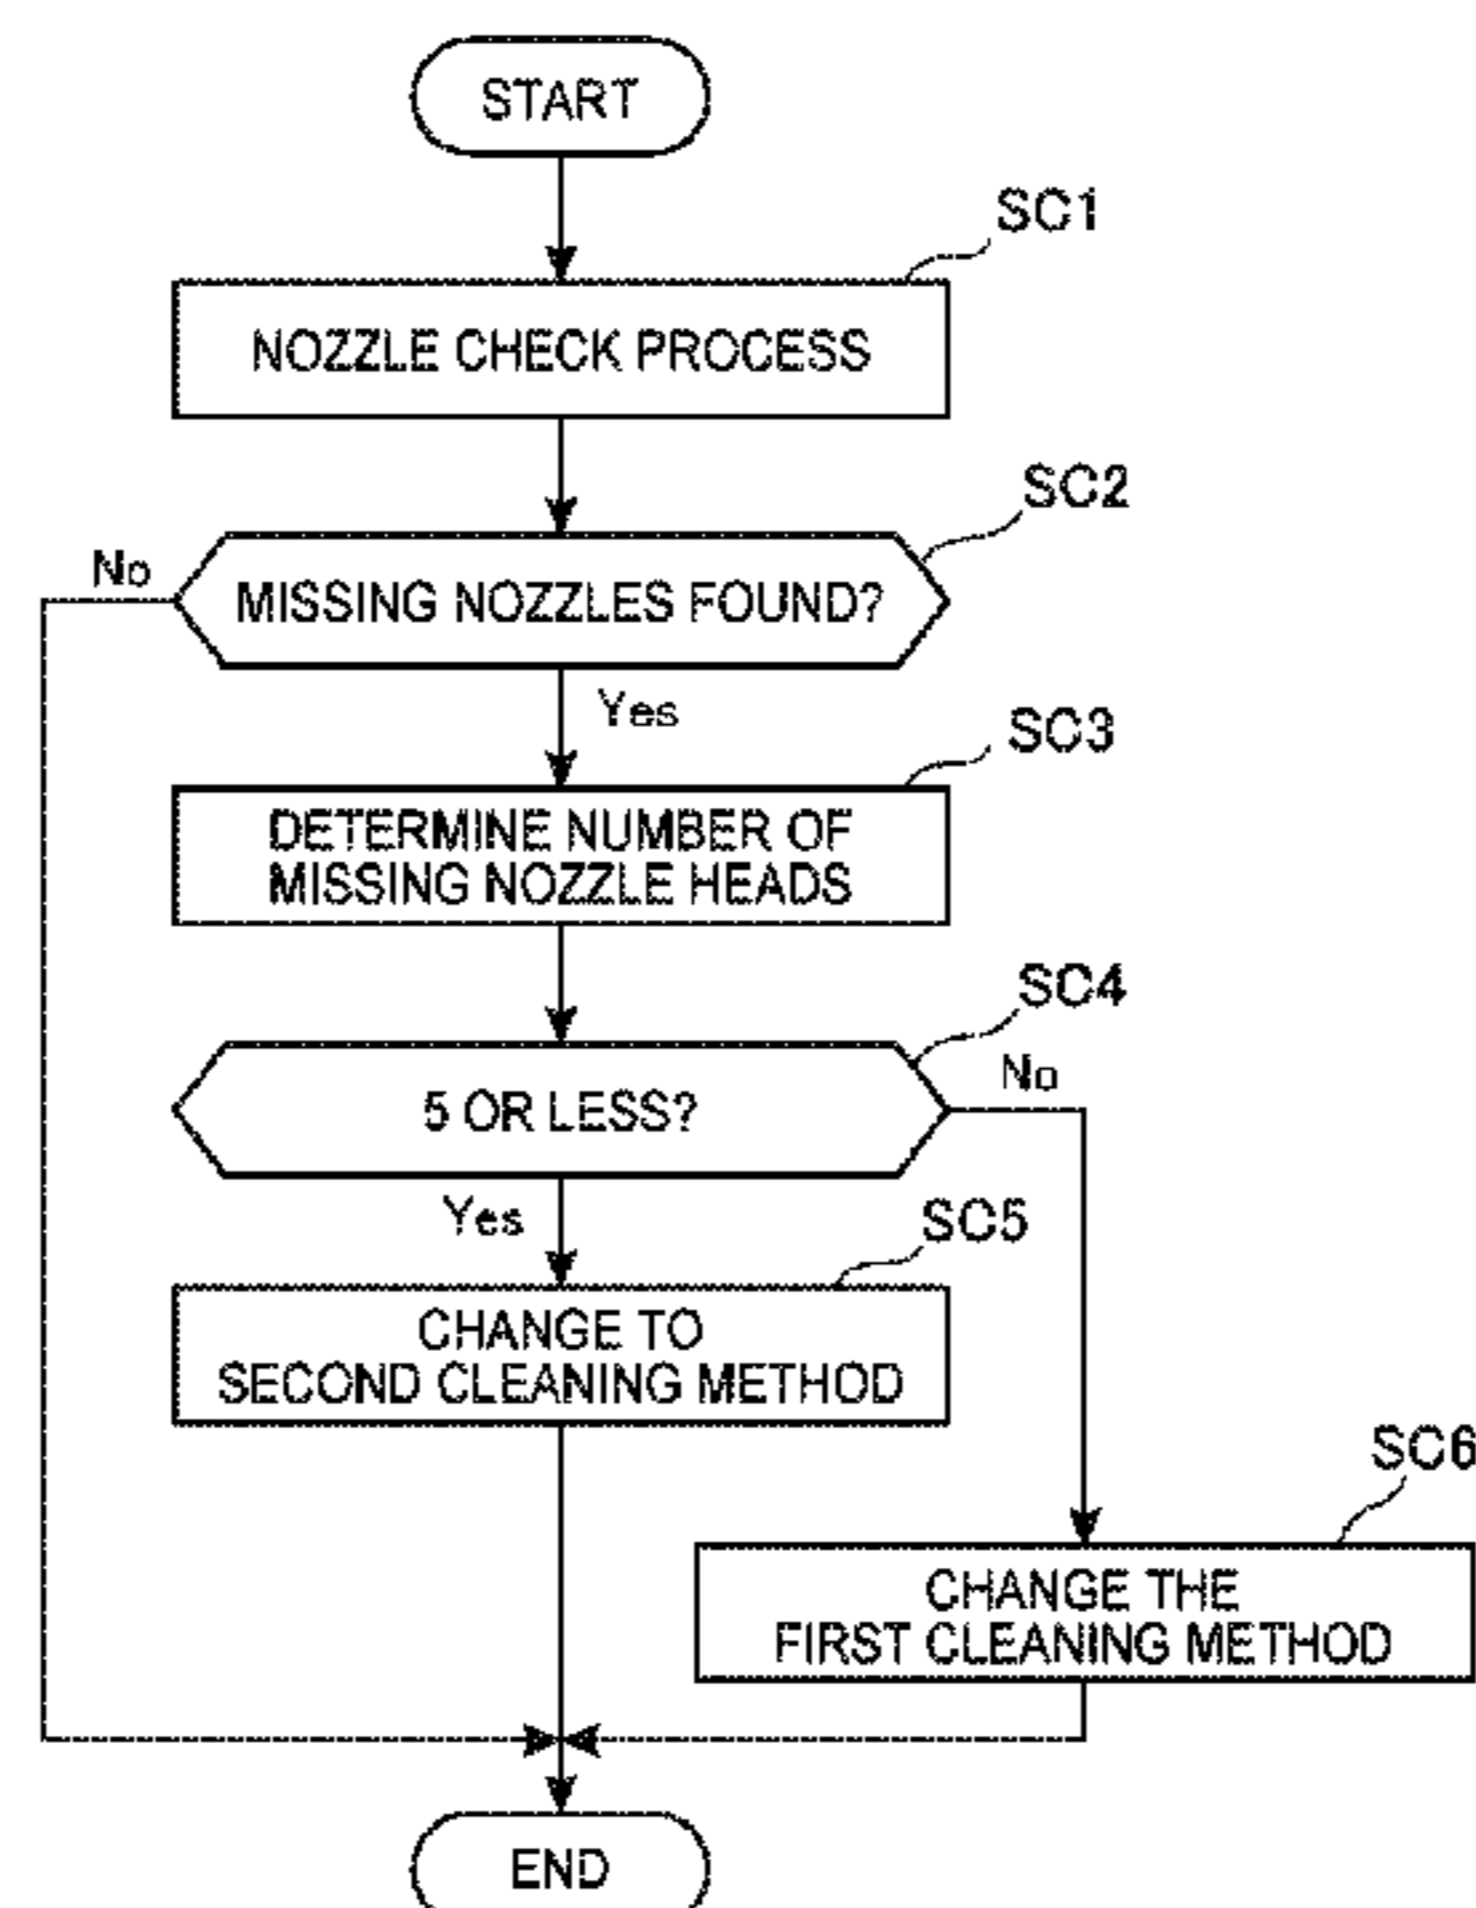 START
SC1
NOZZLE CHECK PROCESS
SC2
No
MISSING NOZZLES FOUND?
Yes
SC3
DETERMINE NUMBER OF
MISSING NOZZLE HEADS
SC4
No
5 OR LESS?
Yes
SC5
CHANGE TO
SECOND CLEANING METHOD
SC6
CHANGE THE
FIRST CLEANING METHOD
END